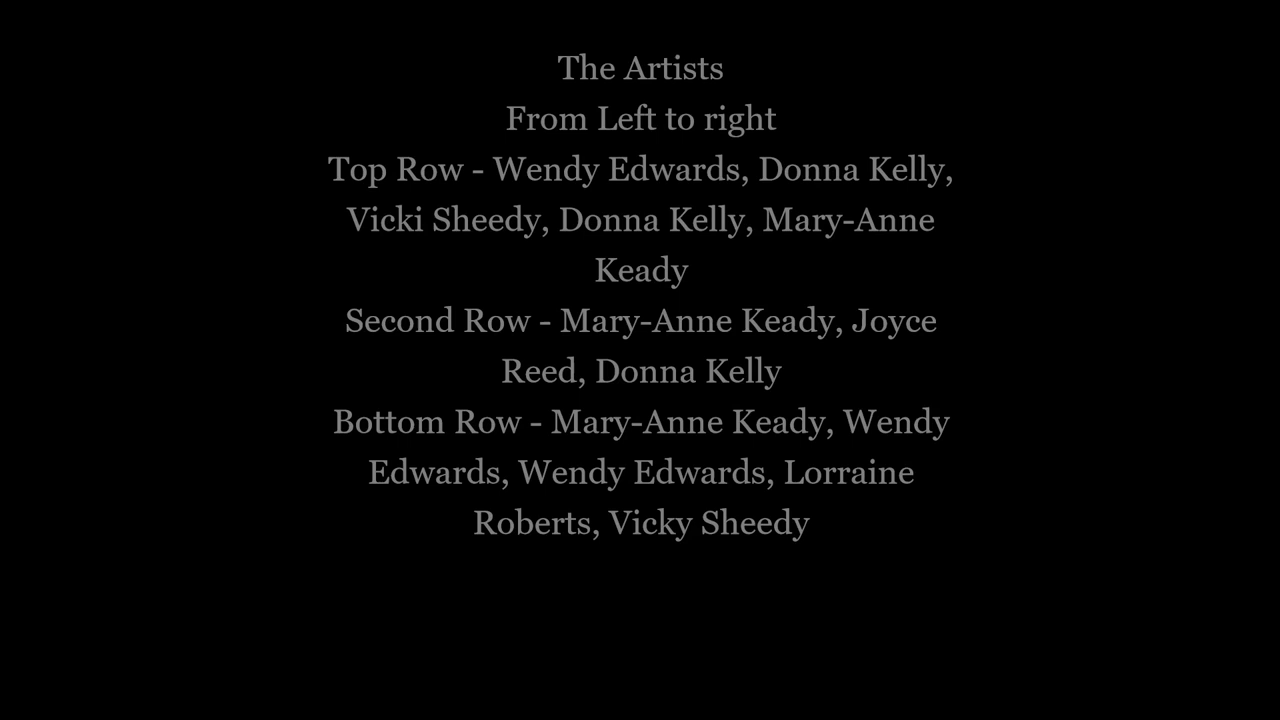 The Artists
From Left to right
Top Row - Wendy Edwards, Donna Kelly,
Vicki Sheedy, Donna Kelly, Mary-Anne
Keady
Second Row - Mary-Anne Keady, Joyce
Reed, Donna Kelly
Bottom Row - Mary-Anne Keady, Wendy
Edwards, Wendy Edwards, Lorraine
Roberts, Vicky Sheedy